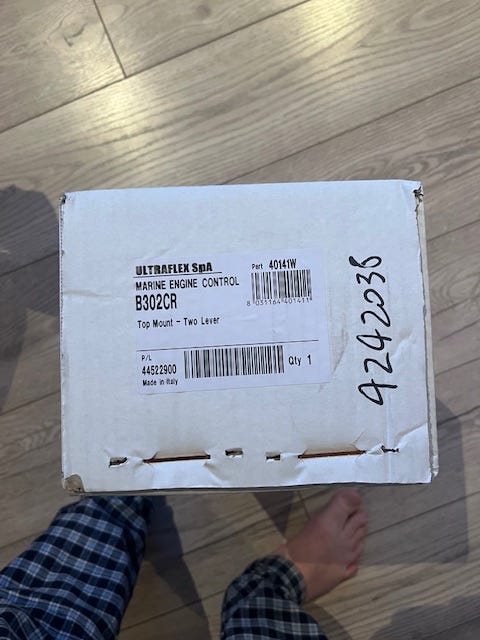 ULTRAFLEX SpA
Part 40141W
MARINE ENGINE CONTROL
B302CR
8 031164 401411
Top Mount - Two Lever
P/L
44522900
Qty 1
Made in Italy
4242038